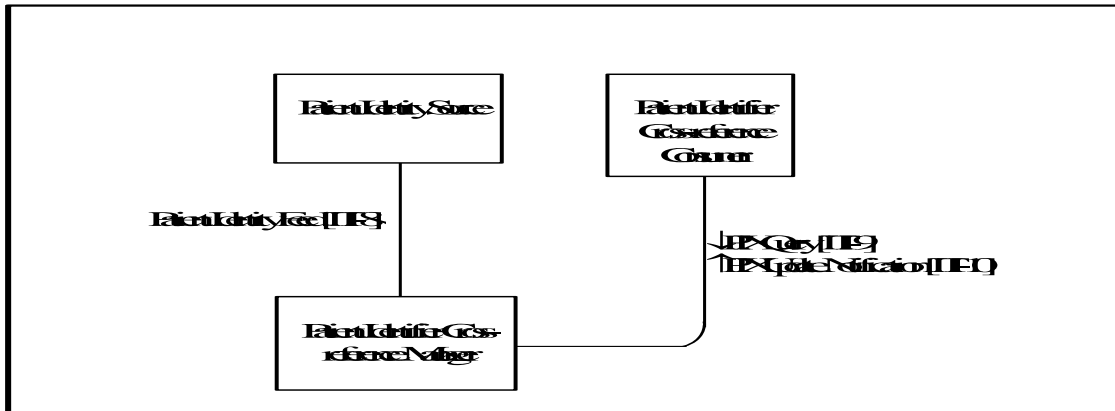 Patient Identity Source
Patient Identifier
Cross-reference
Consumer
Patient Identity Feed [ITI-8]
↓PIX Query [ITI-9]
↑PIX Update Notification [ITI-10]
Patient Identifier Cross-
reference Manager